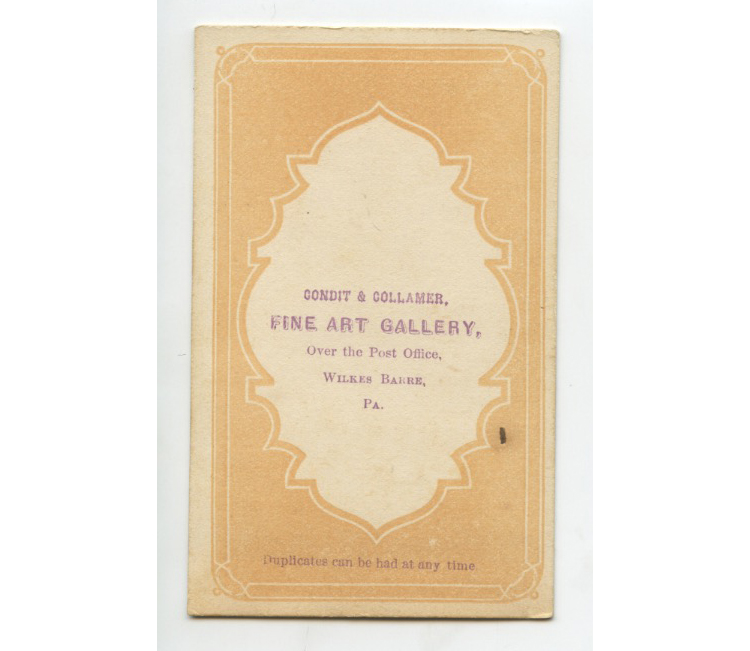 CONDIT & COLLAMER,
FINE ART GALLERY,
Over the Post Office,
WILKES BARRE,
PA.
Duplicates can be had at any time